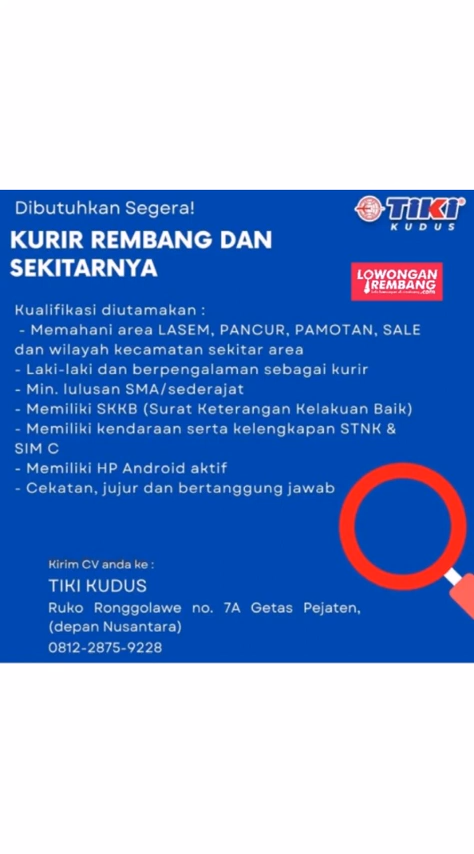 Dibutuhkan Segera!
TIKI
KUDUS
KURIR REMBANG DAN
SEKITARNYA
LOWONGAN
REMBANG
.com
Kualifikasi diutamakan :
- Memahani area LASEM, PANCUR, PAMOTAN, SALE
dan wilayah kecamatan sekitar area
- Laki-laki dan berpengalaman sebagai kurir
- Min. lulusan SMA/sederajat
- Memiliki SKKB (Surat Keterangan Kelakuan Baik)
- Memiliki kendaraan serta kelengkapan STNK &
SIM C
- Memiliki HP Android aktif
- Cekatan, jujur dan bertanggung jawab
Kirim CV anda ke :
TIKI KUDUS
Ruko Ronggolawe no. 7A Getas Pejaten,
(depan Nusantara)
0812-2875-9228